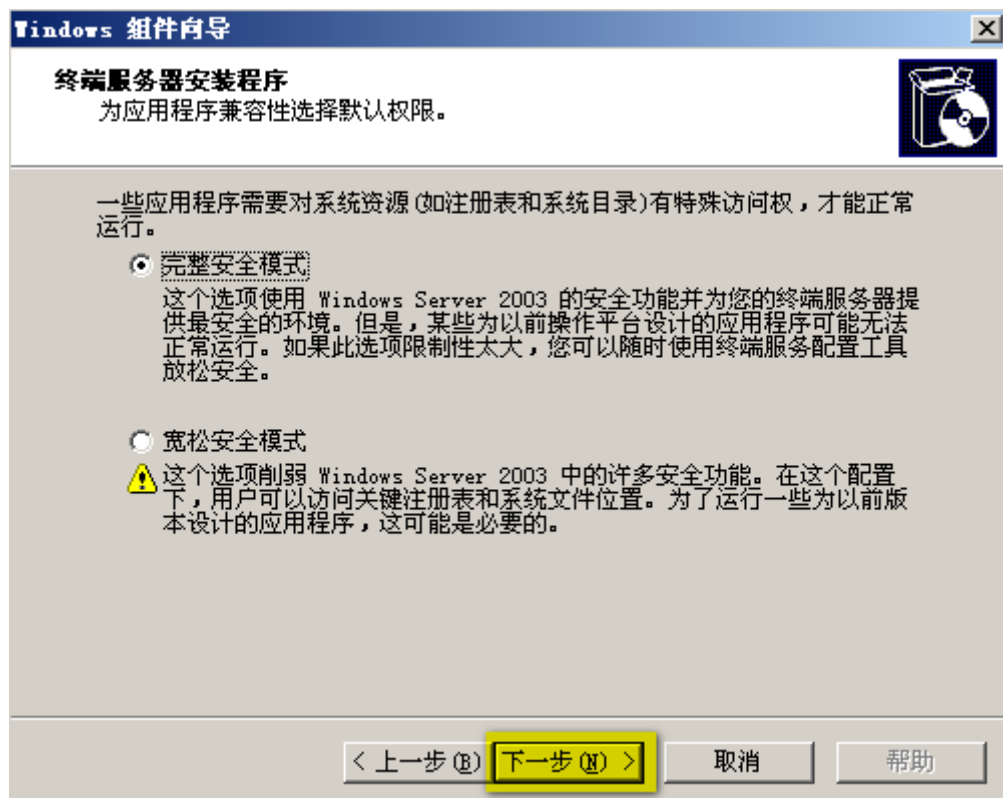 Windows 组件向导
终端服务器安装程序
为应用程序兼容性选择默认权限。
一些应用程序需要对系统资源(如注册表和系统目录)有特殊访问权，才能正常
运行。
完整安全模式
这个选项使用 Windows Server 2003 的安全功能并为您的终端服务器提
供最安全的环境。但是，某些为以前操作平台设计的应用程序可能无法
正常运行。如果此选项限制性太大，您可以随时使用终端服务配置工具
放松安全。
宽松安全模式
这个选项削弱 Windows Server 2003 中的许多安全功能。在这个配置
下，用户可以访问关键注册表和系统文件位置。为了运行一些为以前版
本设计的应用程序，这可能是必要的。
< 上一步(B) 下一步(N) > 取消 帮助